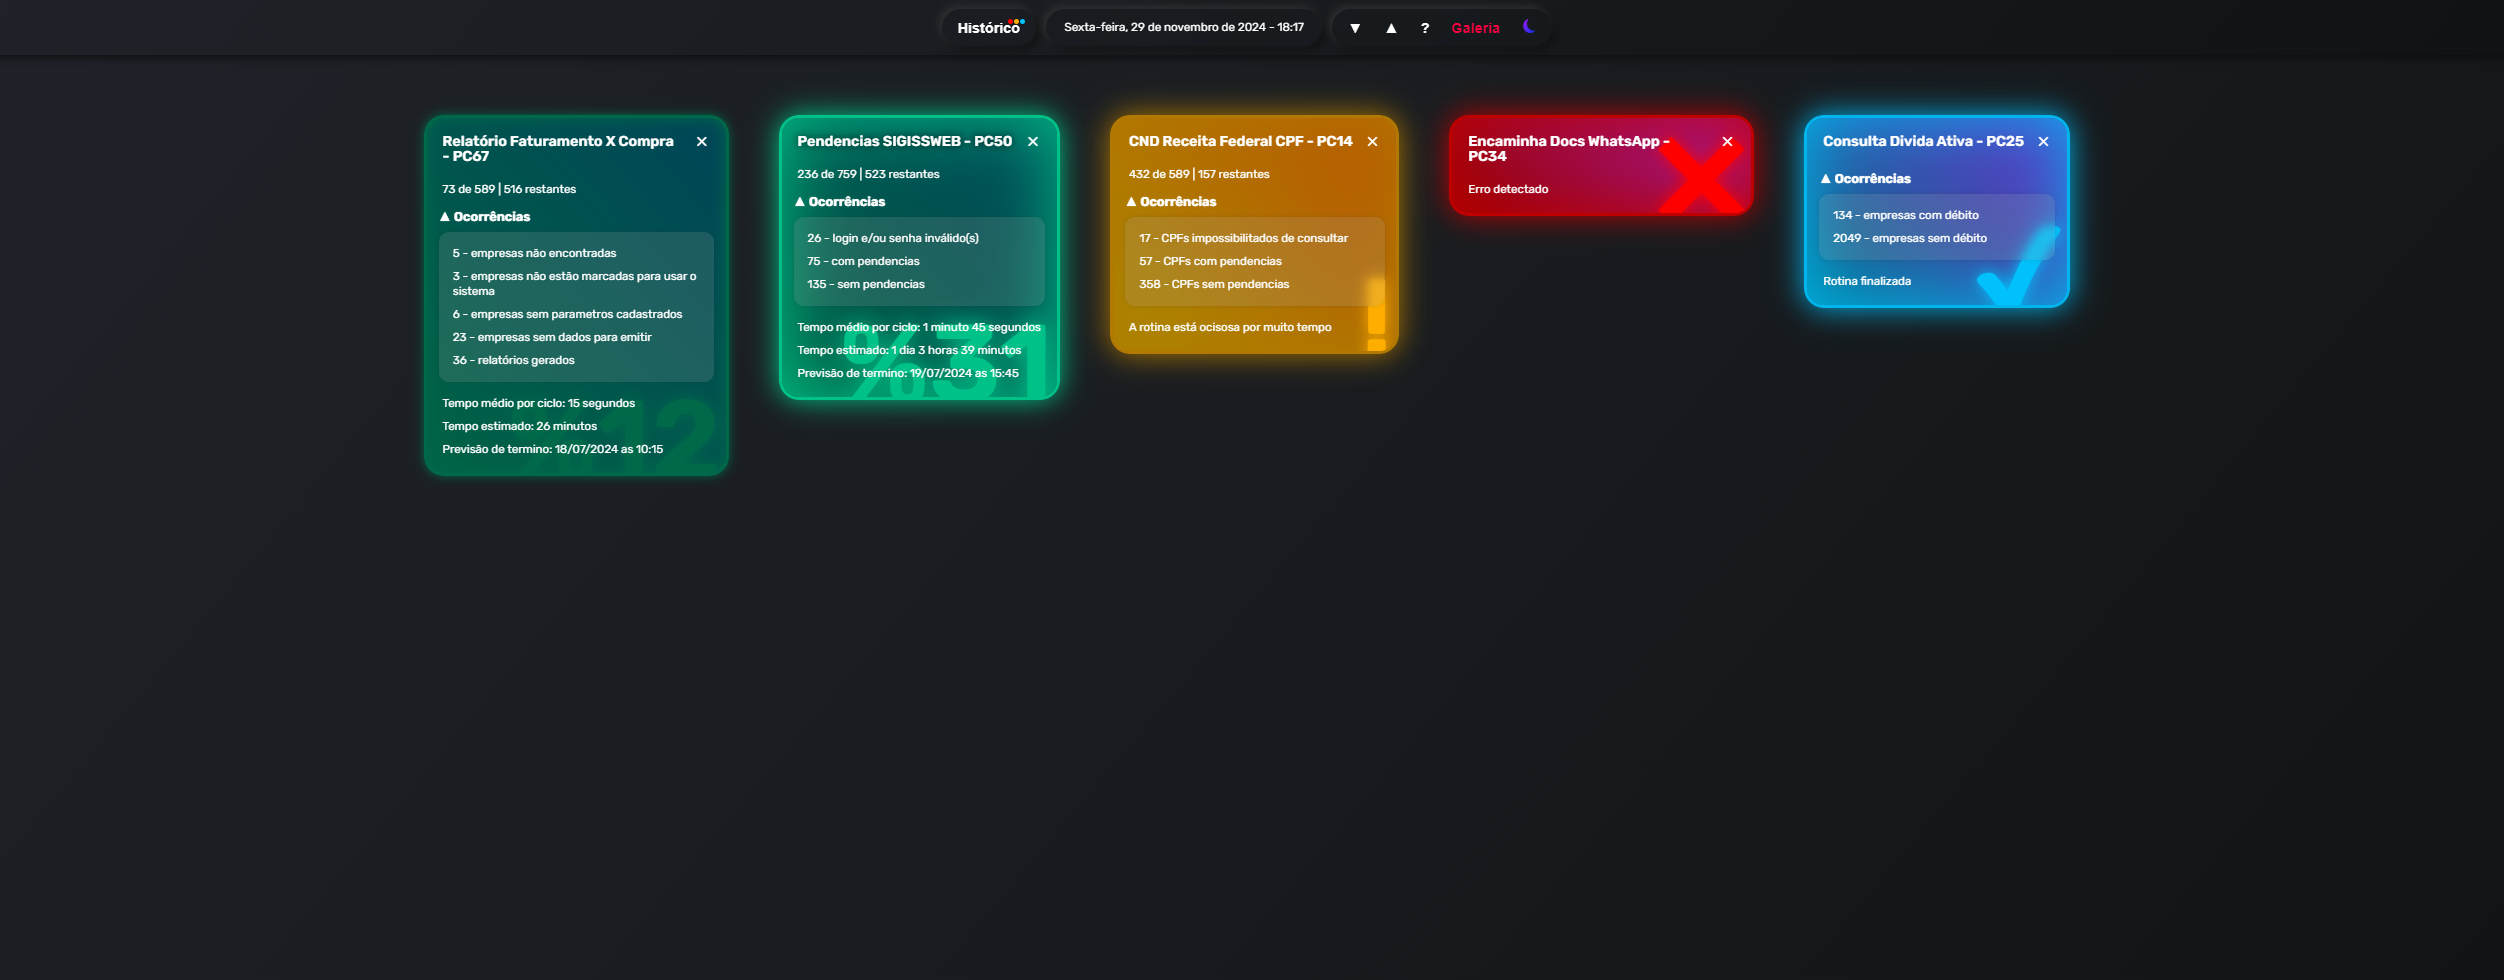 Histórico
Sexta-feira, 29 de novembro de 2024 - 18:17
▼ ▲ ? Galeria
Relatório Faturamento X Compra
- PC67
73 de 589 | 516 restantes
▲ Ocorrências
5 - empresas não encontradas
3 - empresas não estão marcadas para usar o
sistema
6 - empresas sem parametros cadastrados
23 - empresas sem dados para emitir
36 - relatórios gerados
Tempo médio por ciclo: 15 segundos
Tempo estimado: 26 minutos
Previsão de termino: 18/07/2024 as 10:15
%12
Pendencias SIGISSWEB - PC50
236 de 759 | 523 restantes
▲ Ocorrências
26 - login e/ou senha inválido(s)
75 - com pendencias
135 - sem pendencias
Tempo médio por ciclo: 1 minuto 45 segundos
Tempo estimado: 1 dia 3 horas 39 minutos
Previsão de termino: 19/07/2024 as 15:45
%31
CND Receita Federal CPF - PC14
432 de 589 | 157 restantes
▲ Ocorrências
17 - CPFs impossibilitados de consultar
57 - CPFs com pendencias
358 - CPFs sem pendencias
A rotina está ocisosa por muito tempo
!
Encaminha Docs WhatsApp -
PC34
Erro detectado
Consulta Divida Ativa - PC25
▲ Ocorrências
134 - empresas com débito
2049 - empresas sem débito
Rotina finalizada